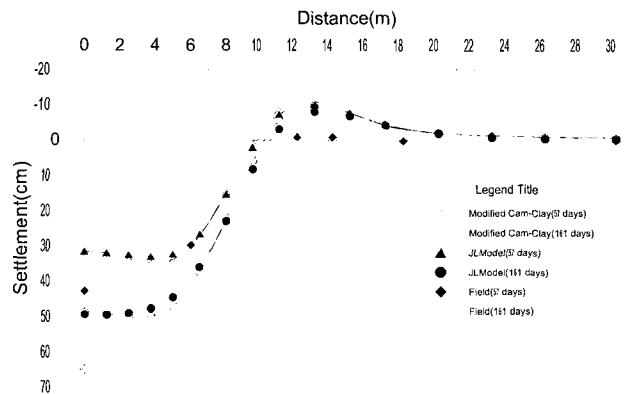 Distance(m)
0 2 4 6 8 10 12 14 16 18 20 22 24 26 28 30
-20
-10
0
10
20
30
40
50
60
70
Settlement(cm)
Legend Title
Modified Cam-Clay(57 days)
Modified Cam-Clay(161 days)
JLModel(57 days)
JLModel(161 days)
Field(57 days)
Field(161 days)